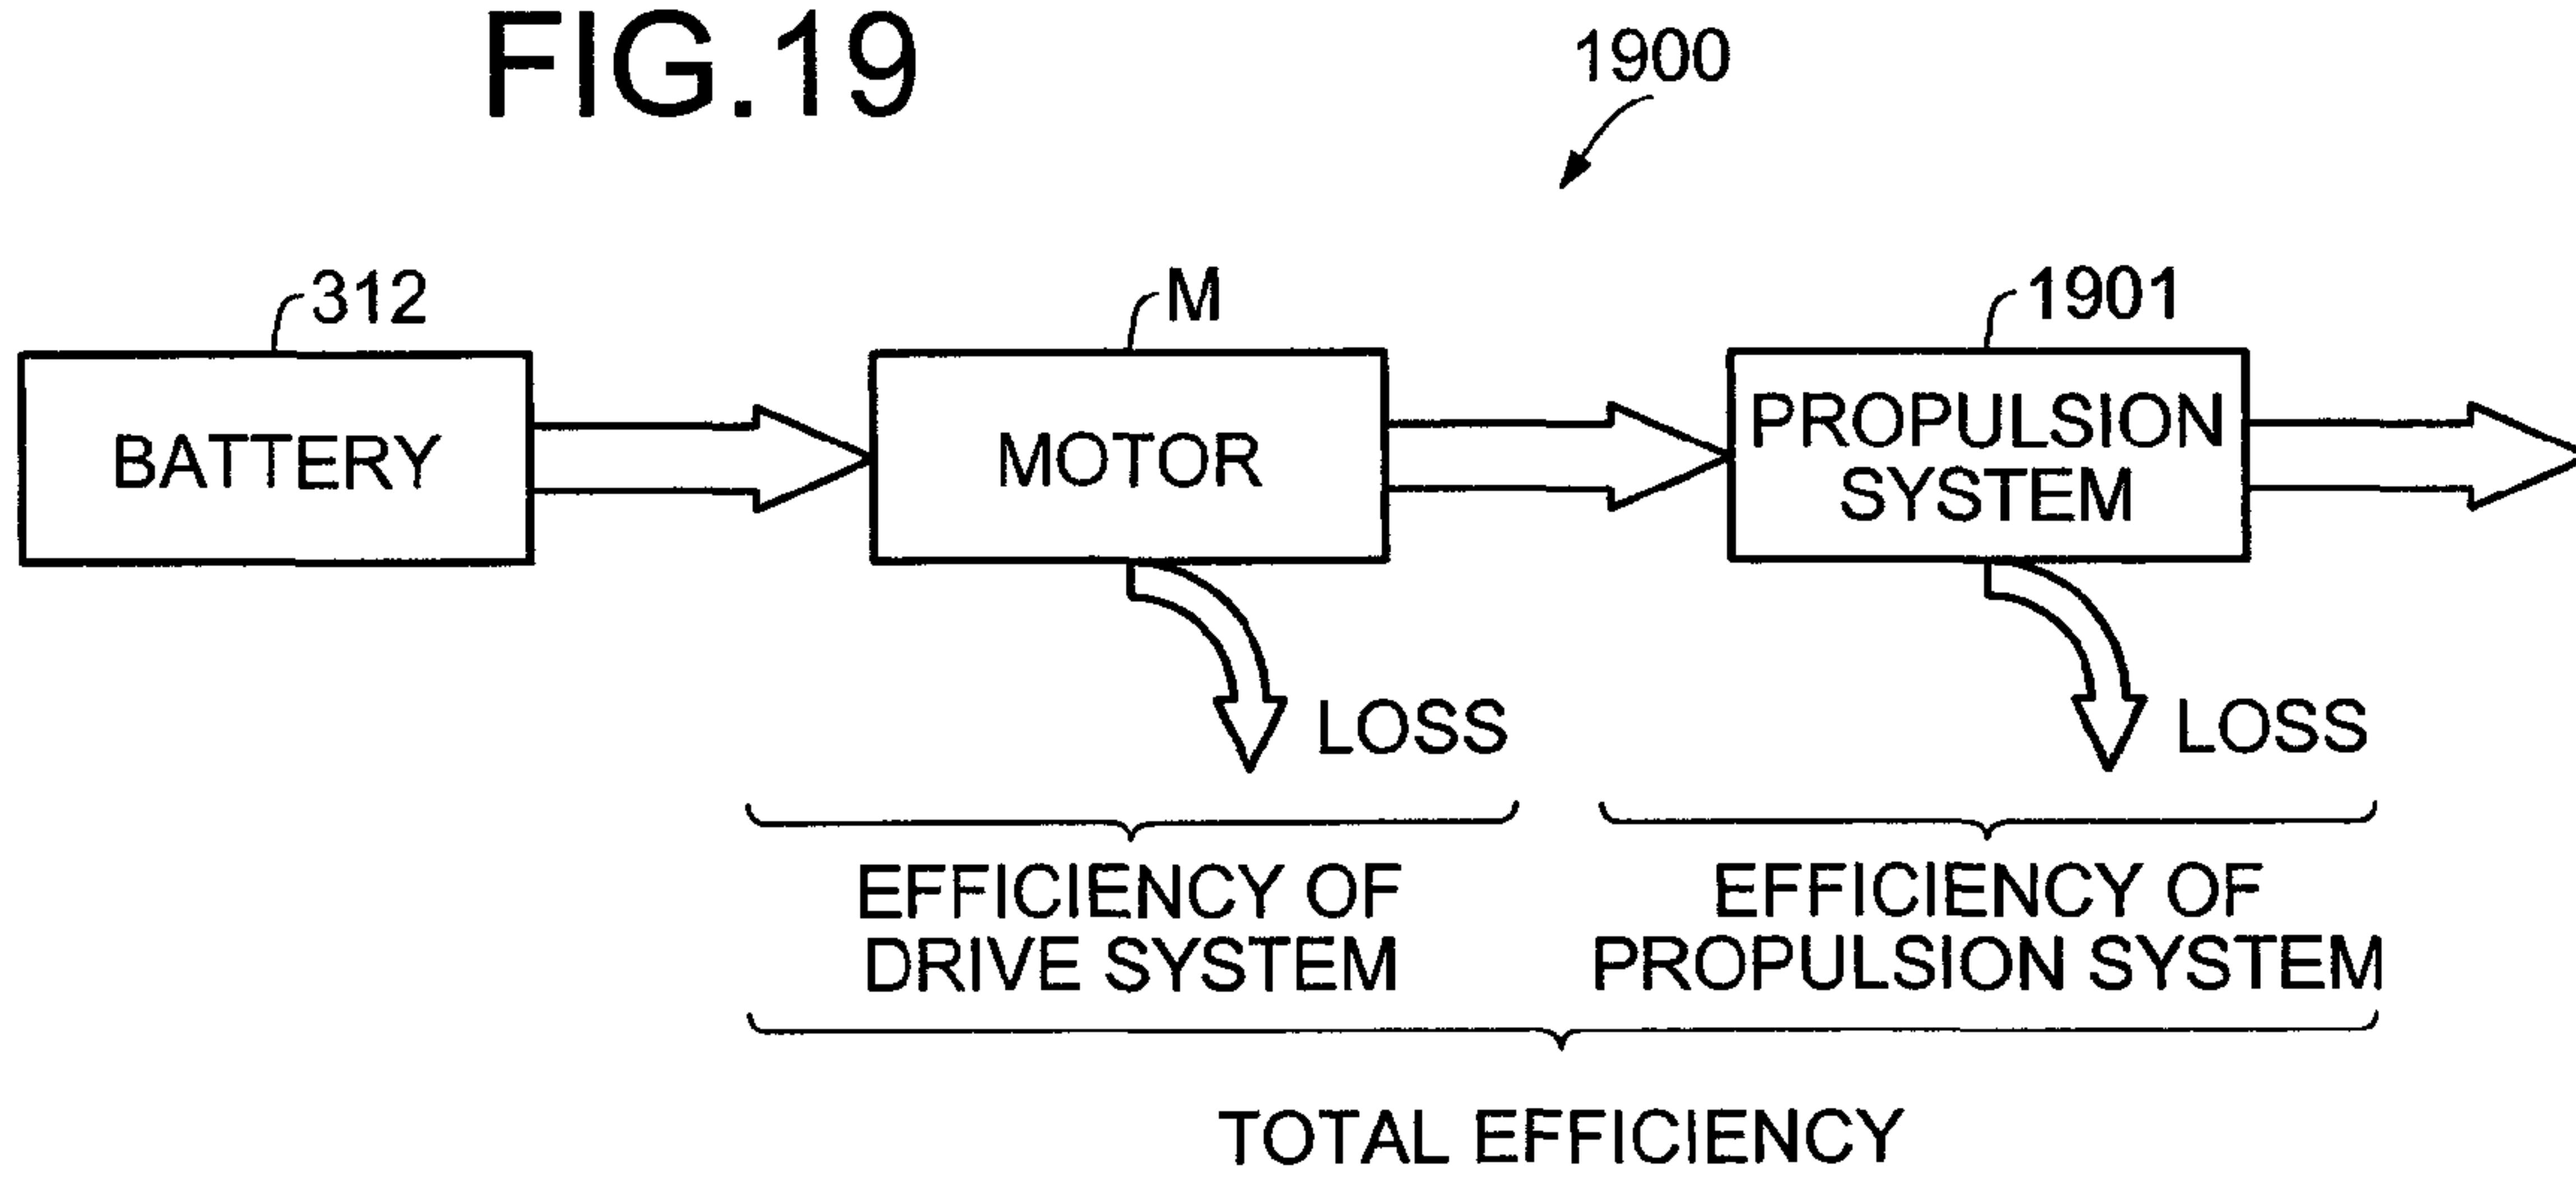 FIG.19
1900
312
M
1901
BATTERY
MOTOR
PROPULSION
SYSTEM
LOSS
LOSS
EFFICIENCY OF
DRIVE SYSTEM
EFFICIENCY OF
PROPULSION SYSTEM
TOTAL EFFICIENCY